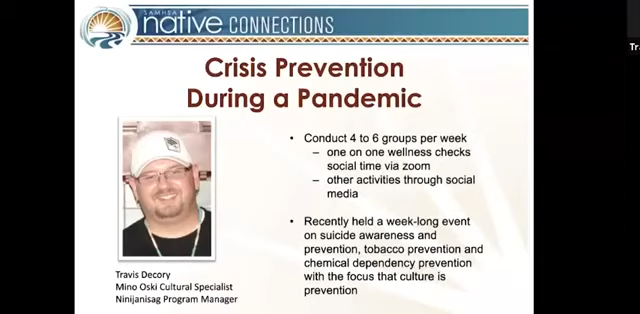 SAMHSA
native CONNECTIONS
Crisis Prevention
During a Pandemic
• Conduct 4 to 6 groups per week
– one on one wellness checks
social time via zoom
– other activities through social
media
• Recently held a week-long event
on suicide awareness and
prevention, tobacco prevention and
chemical dependency prevention
with the focus that culture is
prevention
Travis Decory
Mino Oski Cultural Specialist
Ninijanisag Program Manager
Tr